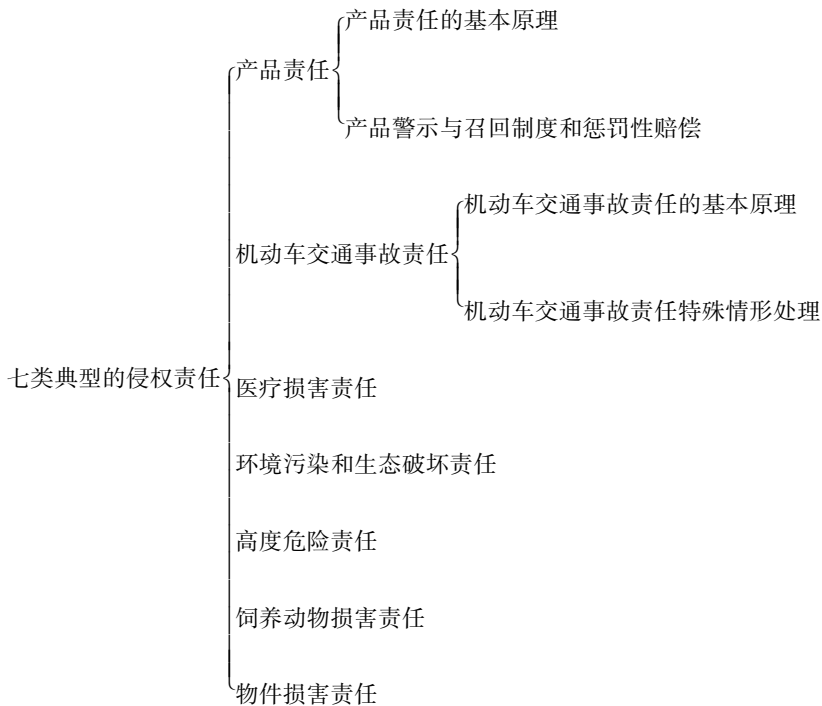 七类典型的侵权责任
产品责任
产品责任的基本原理
产品警示与召回制度和惩罚性赔偿
机动车交通事故责任
机动车交通事故责任的基本原理
机动车交通事故责任特殊情形处理
医疗损害责任
环境污染和生态破坏责任
高度危险责任
饲养动物损害责任
物件损害责任